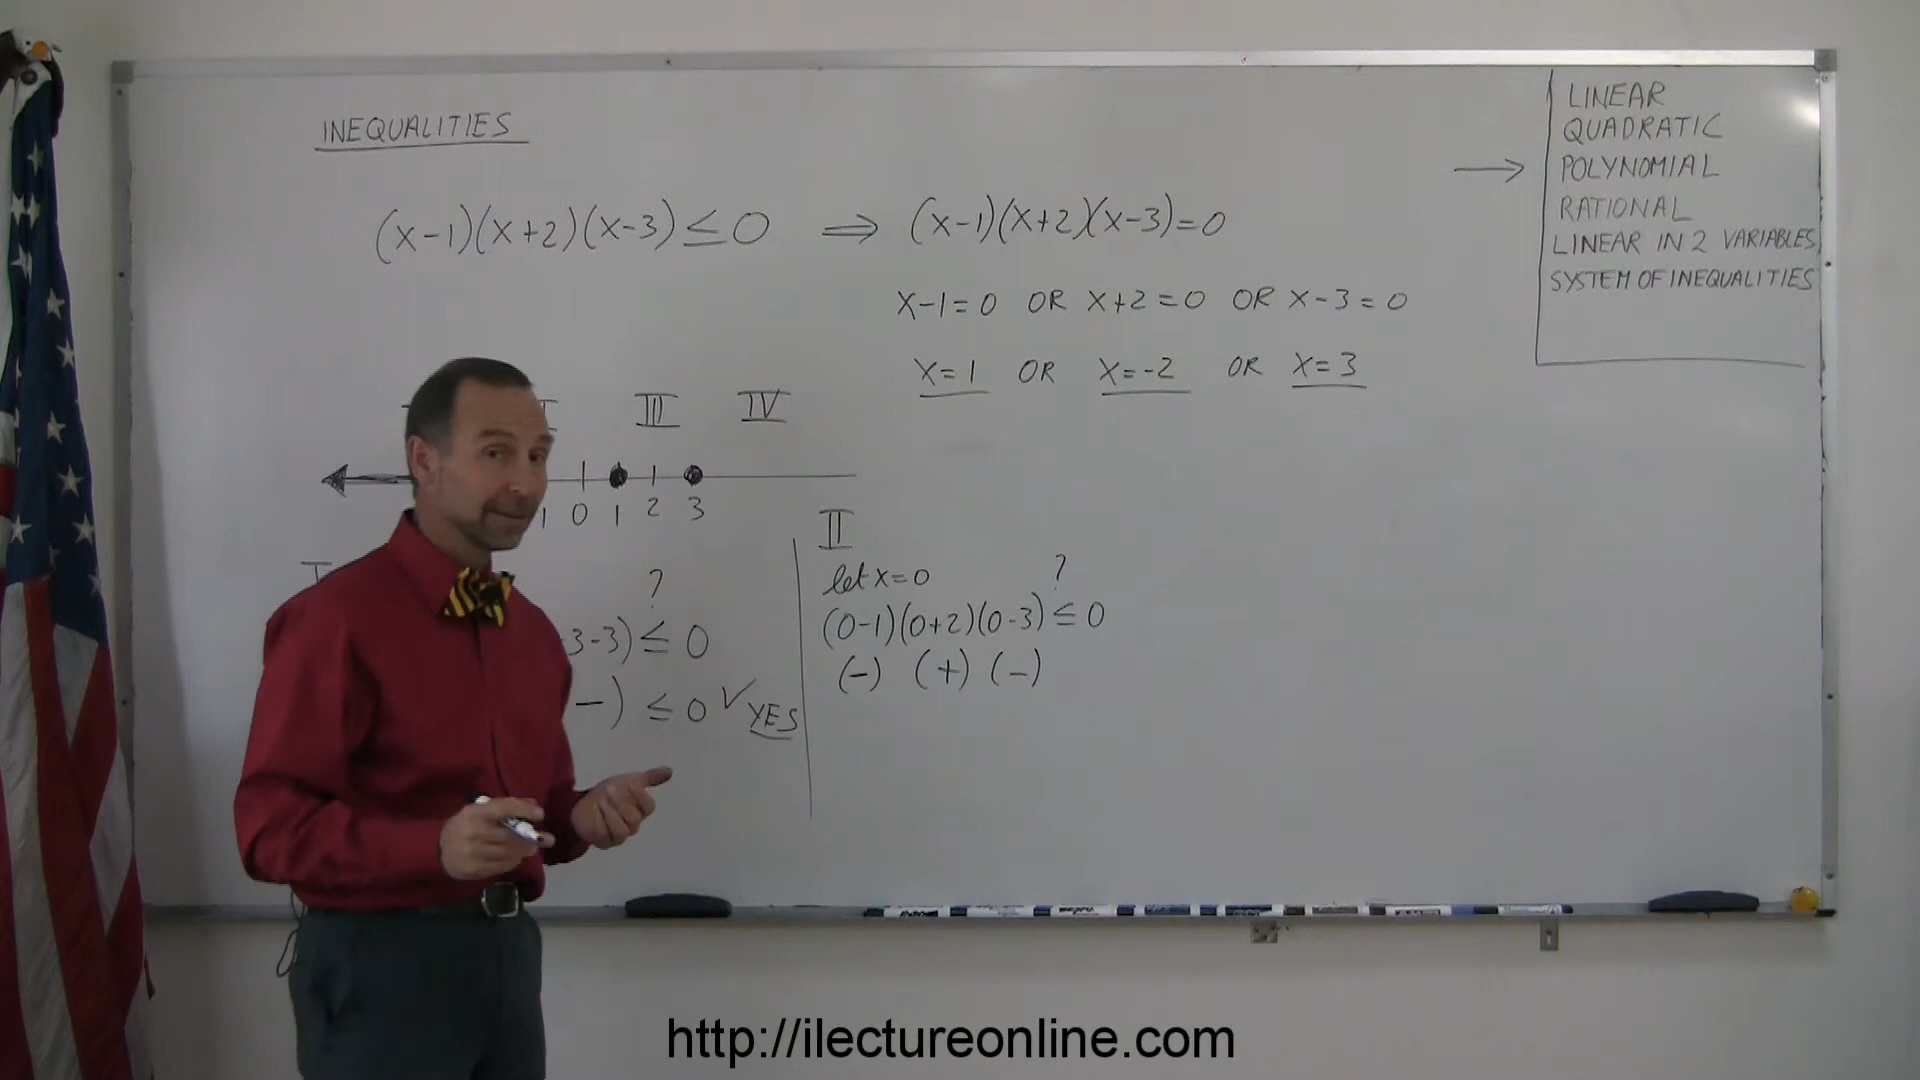 INEQUALITIES
(x-1)(x+2)(x-3)≤0 ⇒ (x-1)(x+2)(x-3)=0
x-1=0 OR x+2=0 OR x-3=0
x=1 OR x=-2 OR x=3
LINEAR
QUADRATIC
→ POLYNOMIAL
RATIONAL
LINEAR IN 2 VARIABLES
SYSTEM OF INEQUALITIES
III IV
1 0 1 2 3
I
?
3-3)≤0
-) ≤0 ✓ YES
II
let x=0 ?
(0-1)(0+2)(0-3)≤0
(-) (+) (-)
http://ilectureonline.com